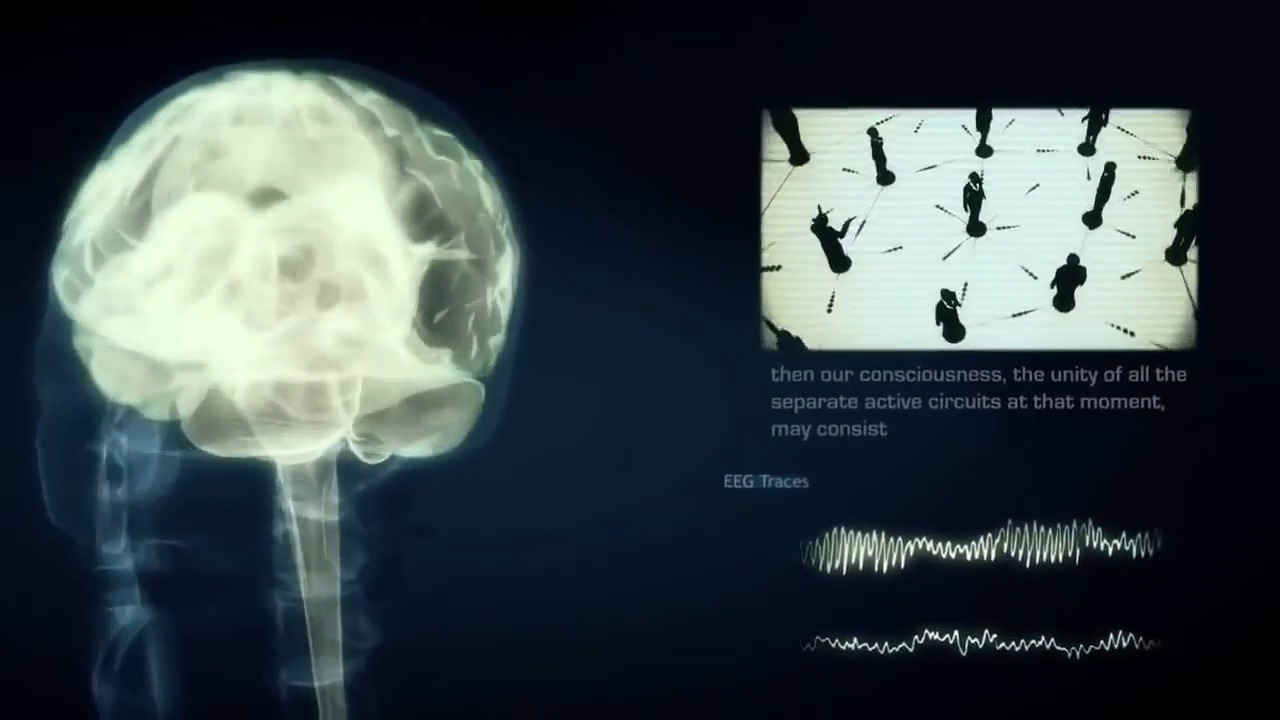 then our consciousness, the unity of all the
separate active circuits at that moment,
may consist
EEG Traces